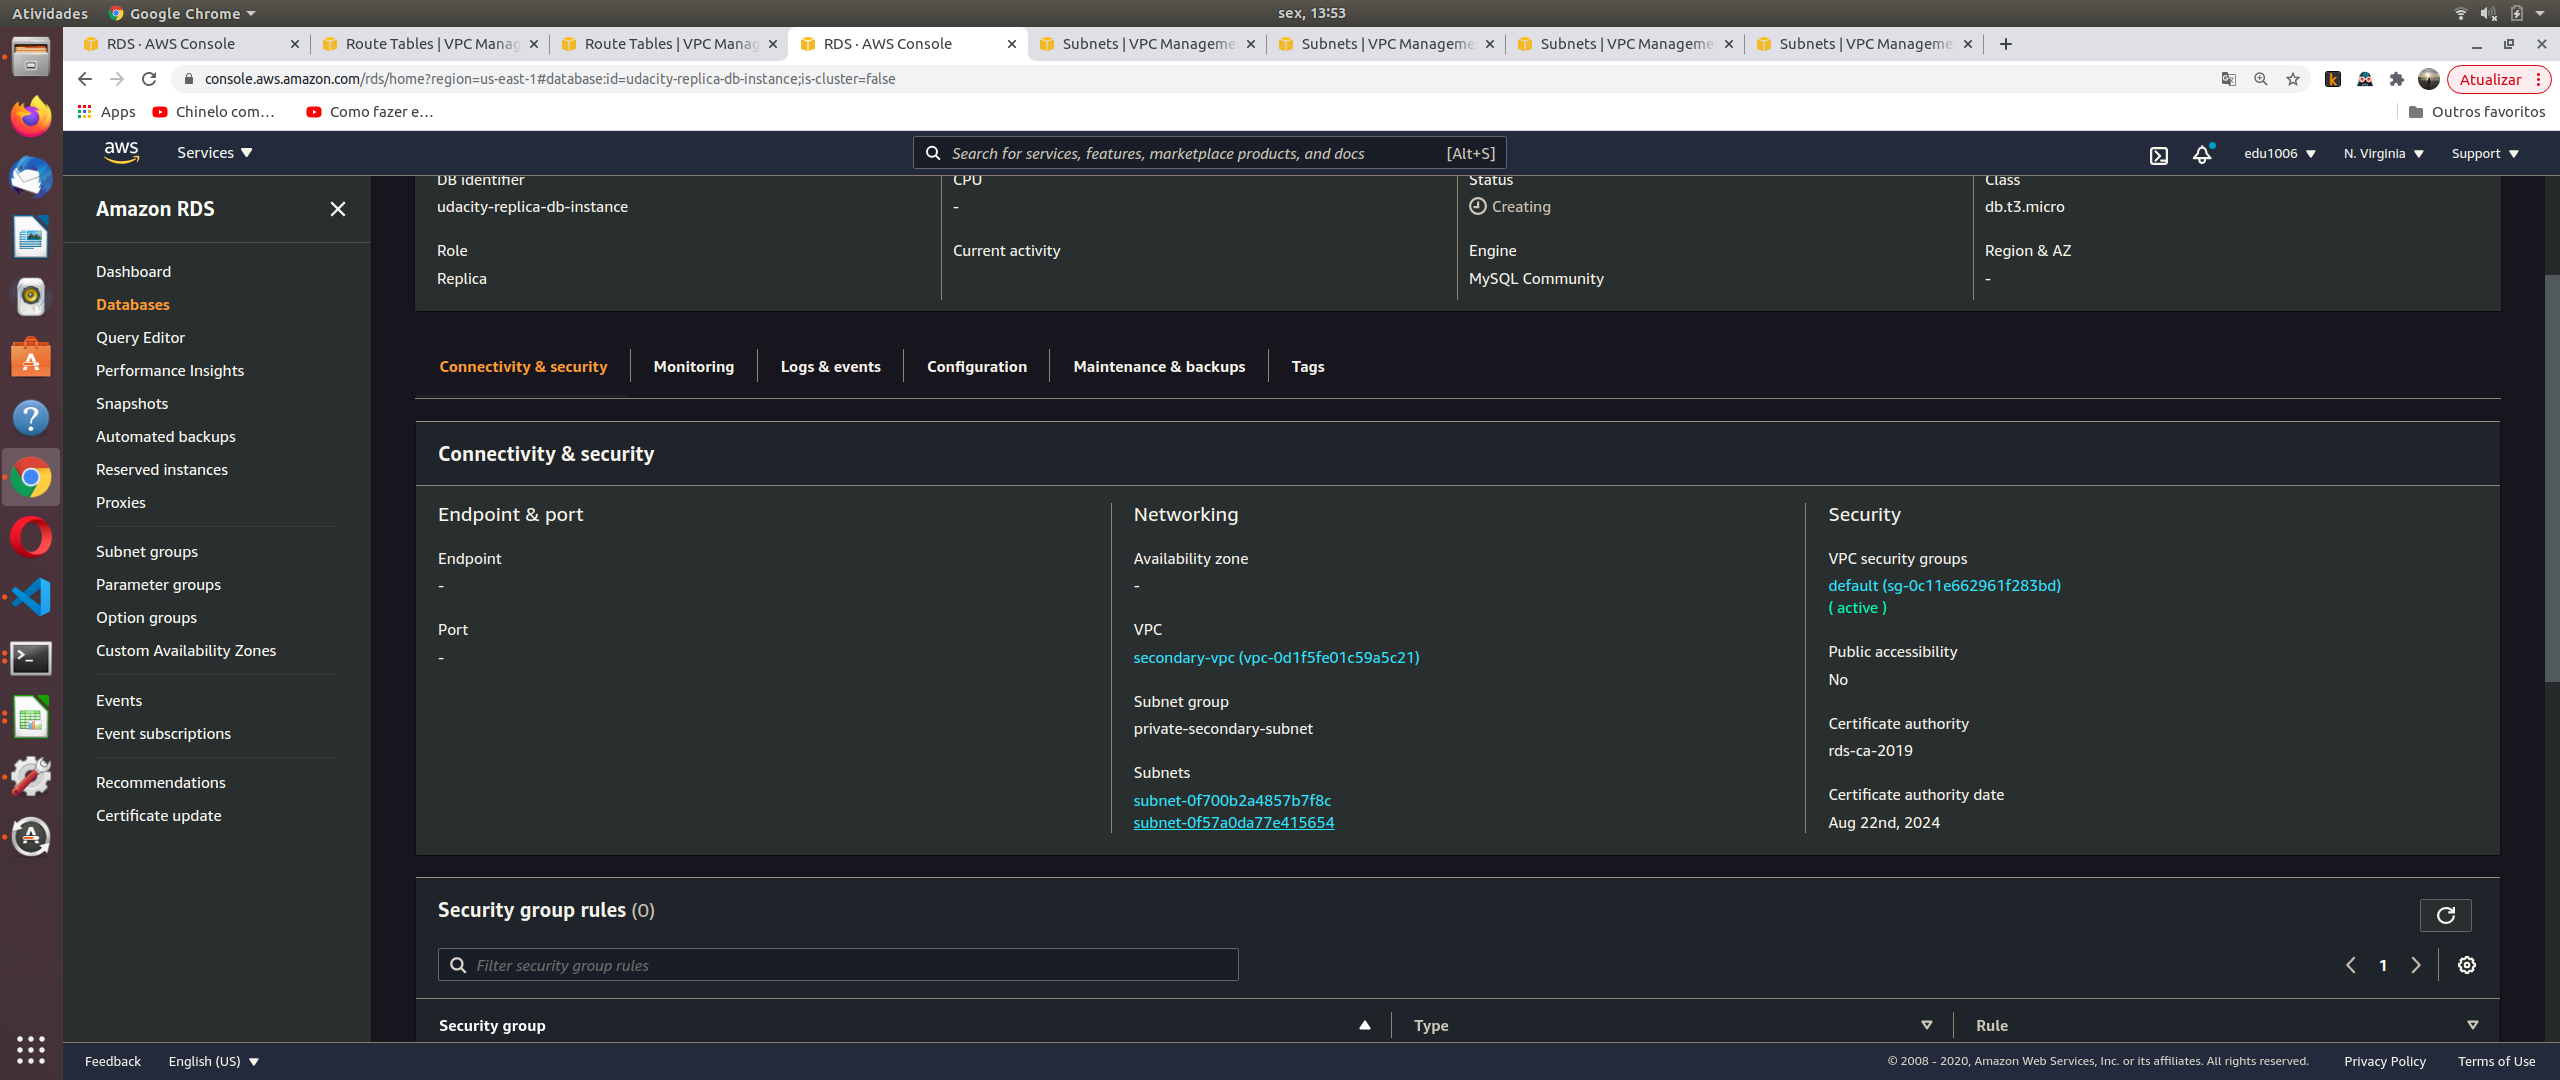 Atividades
Google Chrome
sex, 13:53
RDS · AWS Console
Route Tables | VPC Manag
Route Tables | VPC Manag
RDS · AWS Console
Subnets | VPC Manageme
Subnets | VPC Manageme
Subnets | VPC Manageme
Subnets | VPC Manageme
console.aws.amazon.com/rds/home?region=us-east-1#database:id=udacity-replica-db-instance;is-cluster=false
Atualizar
Apps
Chinelo com...
Como fazer e...
Outros favoritos
aws
Services
Search for services, features, marketplace products, and docs
[Alt+S]
edu1006
N. Virginia
Support
Amazon RDS
Dashboard
Databases
Query Editor
Performance Insights
Snapshots
Automated backups
Reserved instances
Proxies
Subnet groups
Parameter groups
Option groups
Custom Availability Zones
Events
Event subscriptions
Recommendations
Certificate update
DB identifier
udacity-replica-db-instance
CPU
-
Status
Creating
Class
db.t3.micro
Role
Replica
Current activity
Engine
MySQL Community
Region & AZ
-
Connectivity & security
Monitoring
Logs & events
Configuration
Maintenance & backups
Tags
Connectivity & security
Endpoint & port
Endpoint
-
Port
-
Networking
Availability zone
-
VPC
secondary-vpc (vpc-0d1f5fe01c59a5c21)
Subnet group
private-secondary-subnet
Subnets
subnet-0f700b2a4857b7f8c
subnet-0f57a0da77e415654
Security
VPC security groups
default (sg-0c11e662961f283bd)
( active )
Public accessibility
No
Certificate authority
rds-ca-2019
Certificate authority date
Aug 22nd, 2024
Security group rules (0)
Filter security group rules
1
Security group
Type
Rule
Feedback
English (US)
© 2008 - 2020, Amazon Web Services, Inc. or its affiliates. All rights reserved.
Privacy Policy
Terms of Use